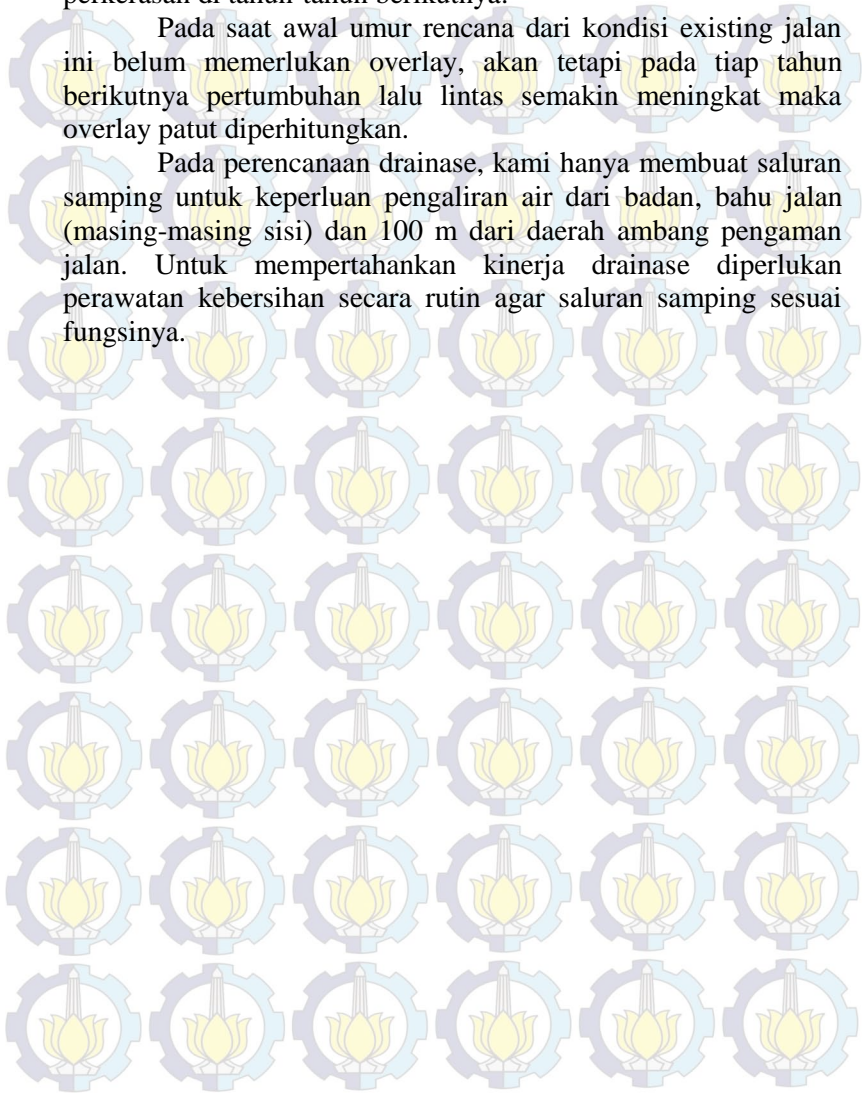 perkerasan di tahun-tahun berikutnya.
Pada saat awal umur rencana dari kondisi existing jalan
ini belum memerlukan overlay, akan tetapi pada tiap tahun
berikutnya pertumbuhan lalu lintas semakin meningkat maka
overlay patut diperhitungkan.
Pada perencanaan drainase, kami hanya membuat saluran
samping untuk keperluan pengaliran air dari badan, bahu jalan
(masing-masing sisi) dan 100 m dari daerah ambang pengaman
jalan. Untuk mempertahankan kinerja drainase diperlukan
perawatan kebersihan secara rutin agar saluran samping sesuai
fungsinya.